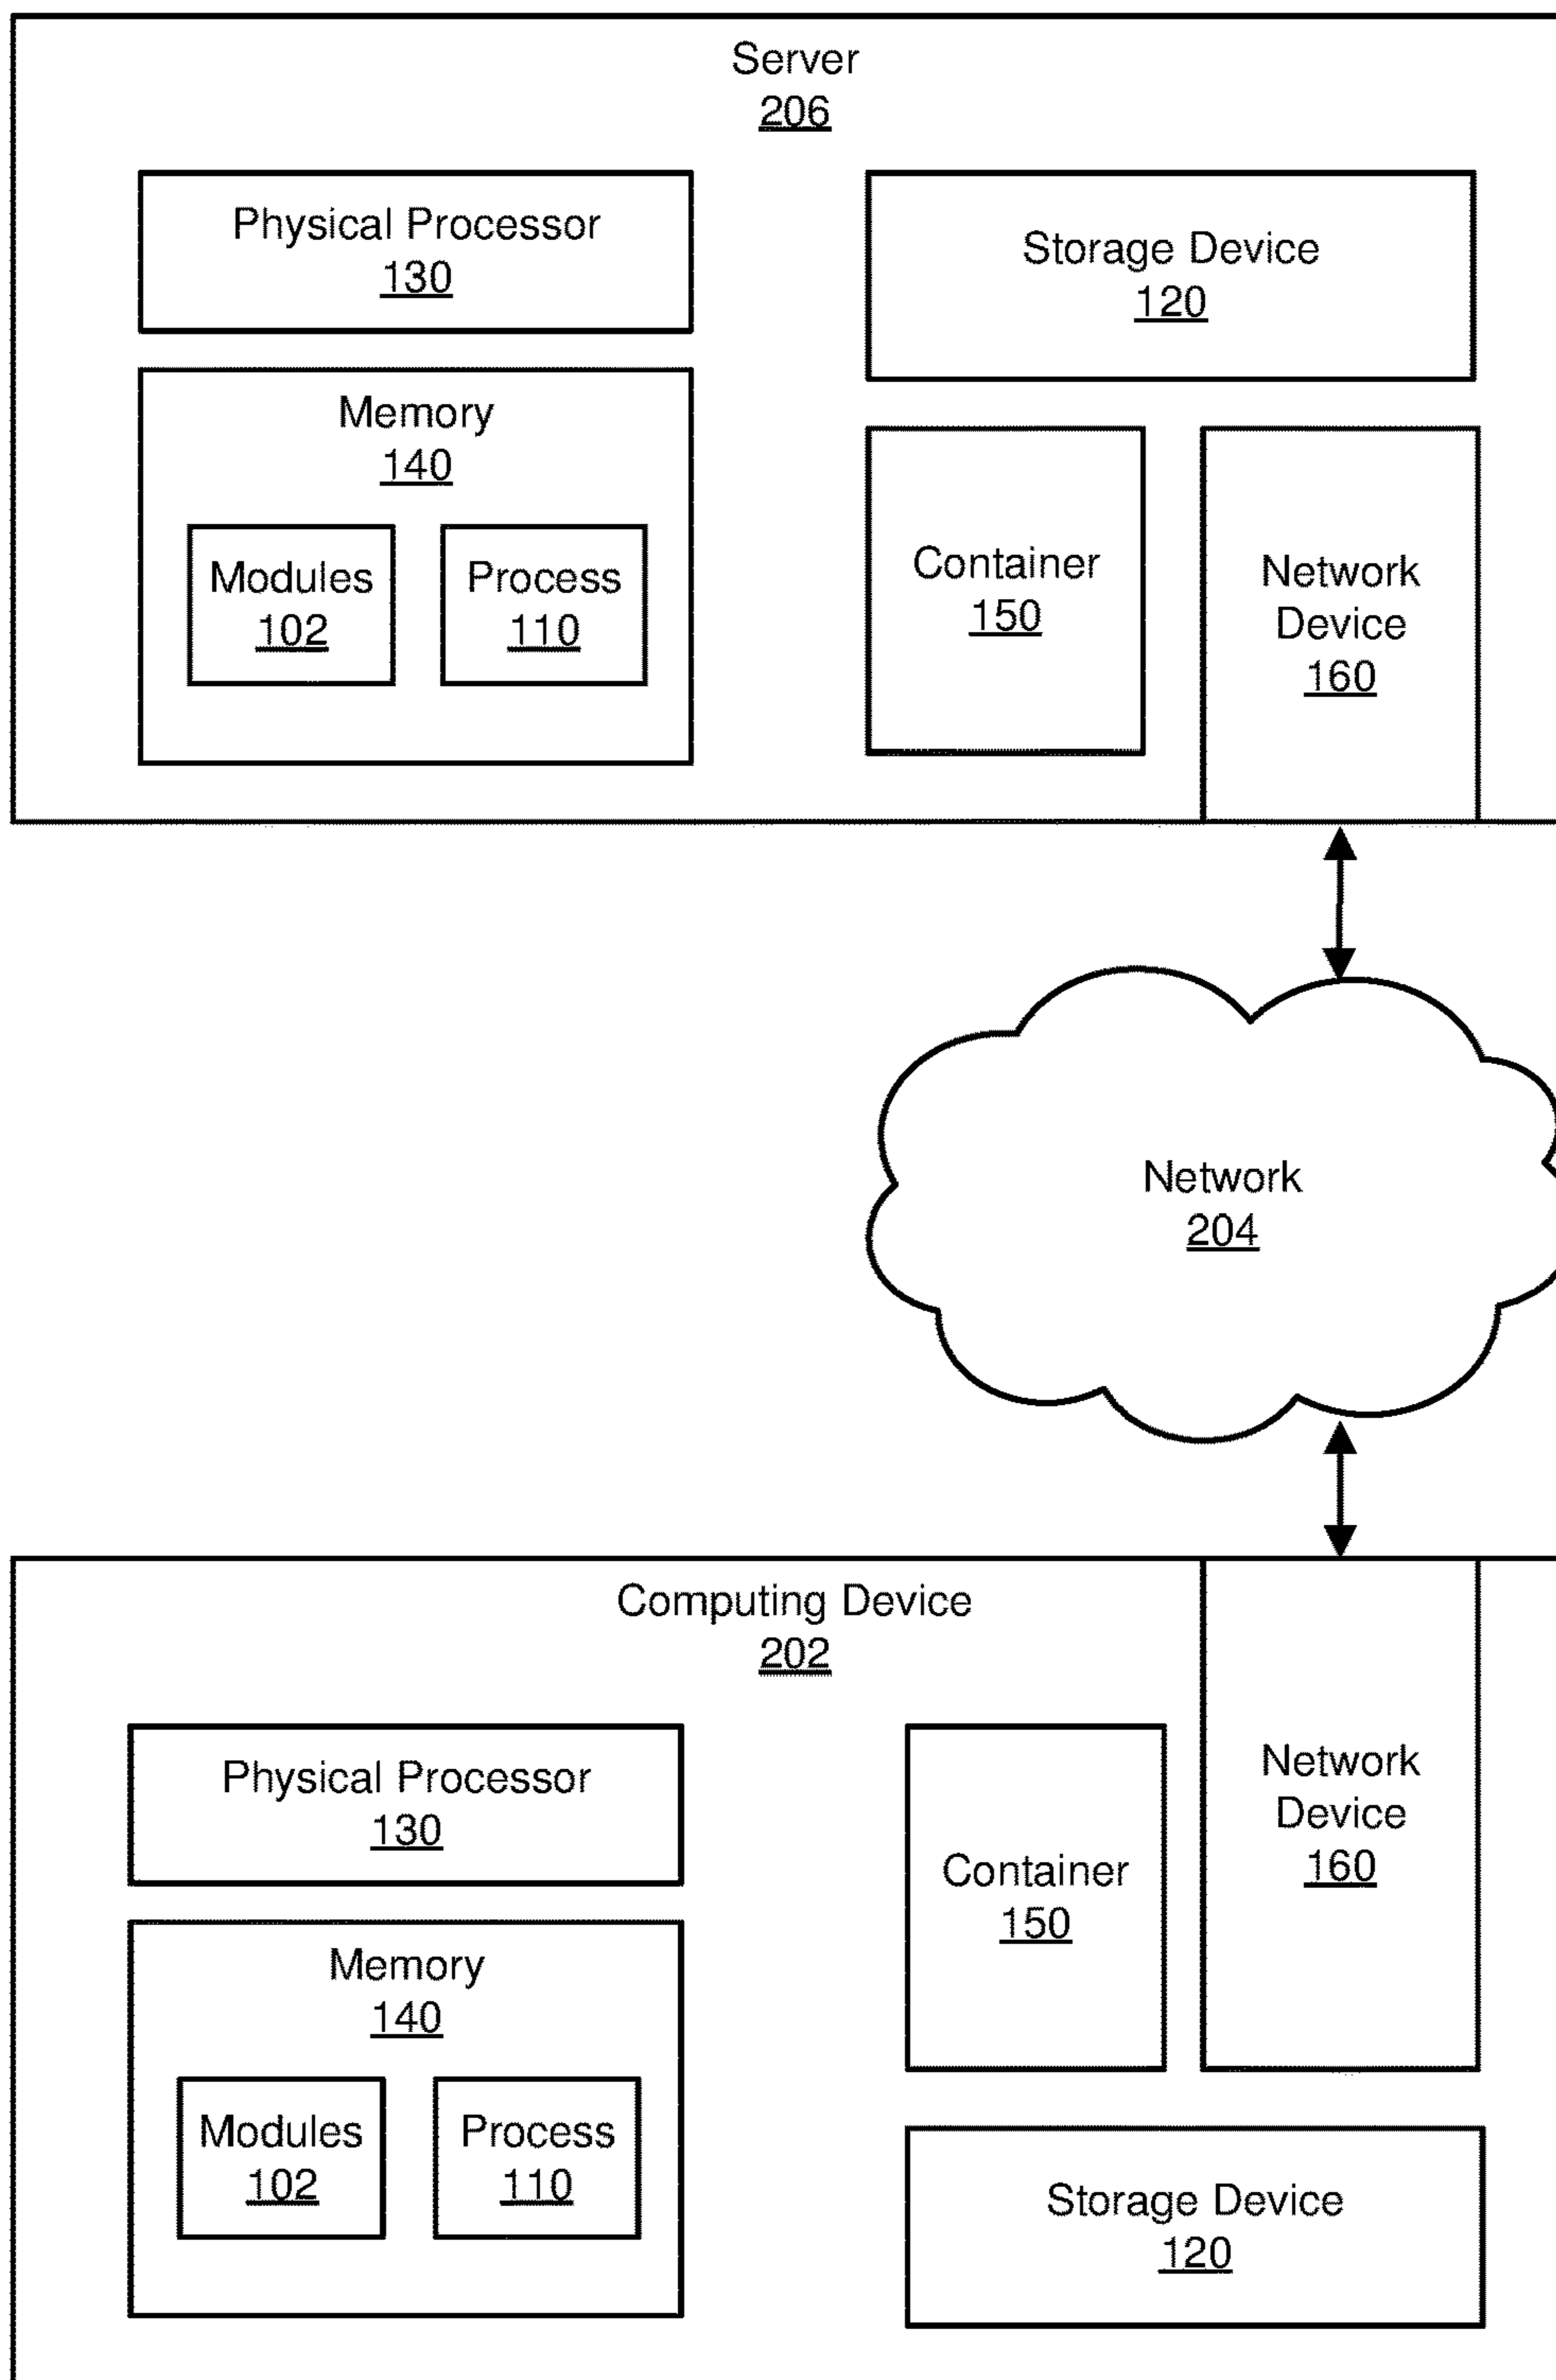 Server
206
Physical Processor
130
Storage Device
120
Memory
140
Modules
102
Process
110
Container
150
Network
Device
160
Network
204
Computing Device
202
Physical Processor
130
Container
150
Network
Device
160
Memory
140
Modules
102
Process
110
Storage Device
120